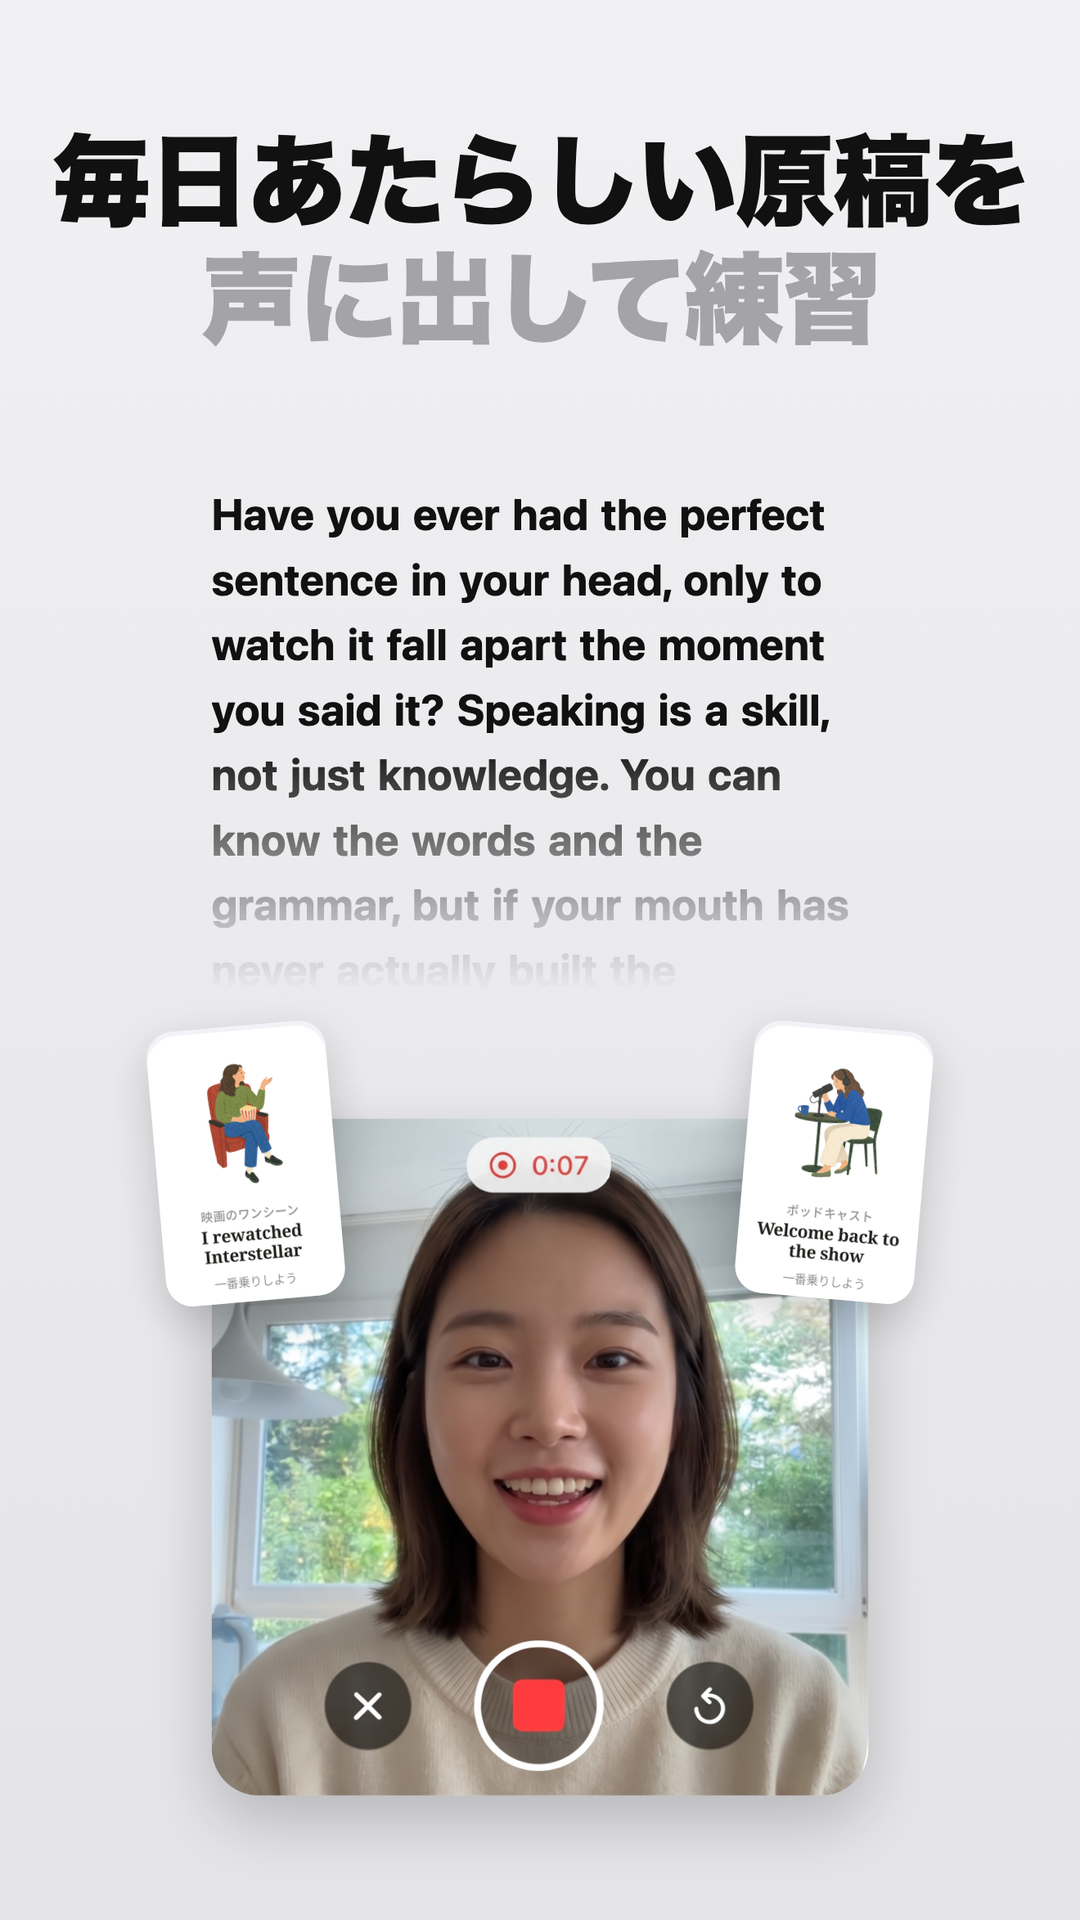 毎日あたらしい原稿を
声に出して練習
Have you ever had the perfect
sentence in your head, only to
watch it fall apart the moment
you said it? Speaking is a skill,
not just knowledge. You can
know the words and the
grammar, but if your mouth has
never actually built the
映画のワンシーン
I rewatched
Interstellar
一番乗りしよう
ポッドキャスト
Welcome back to
the show
一番乗りしよう
0:07